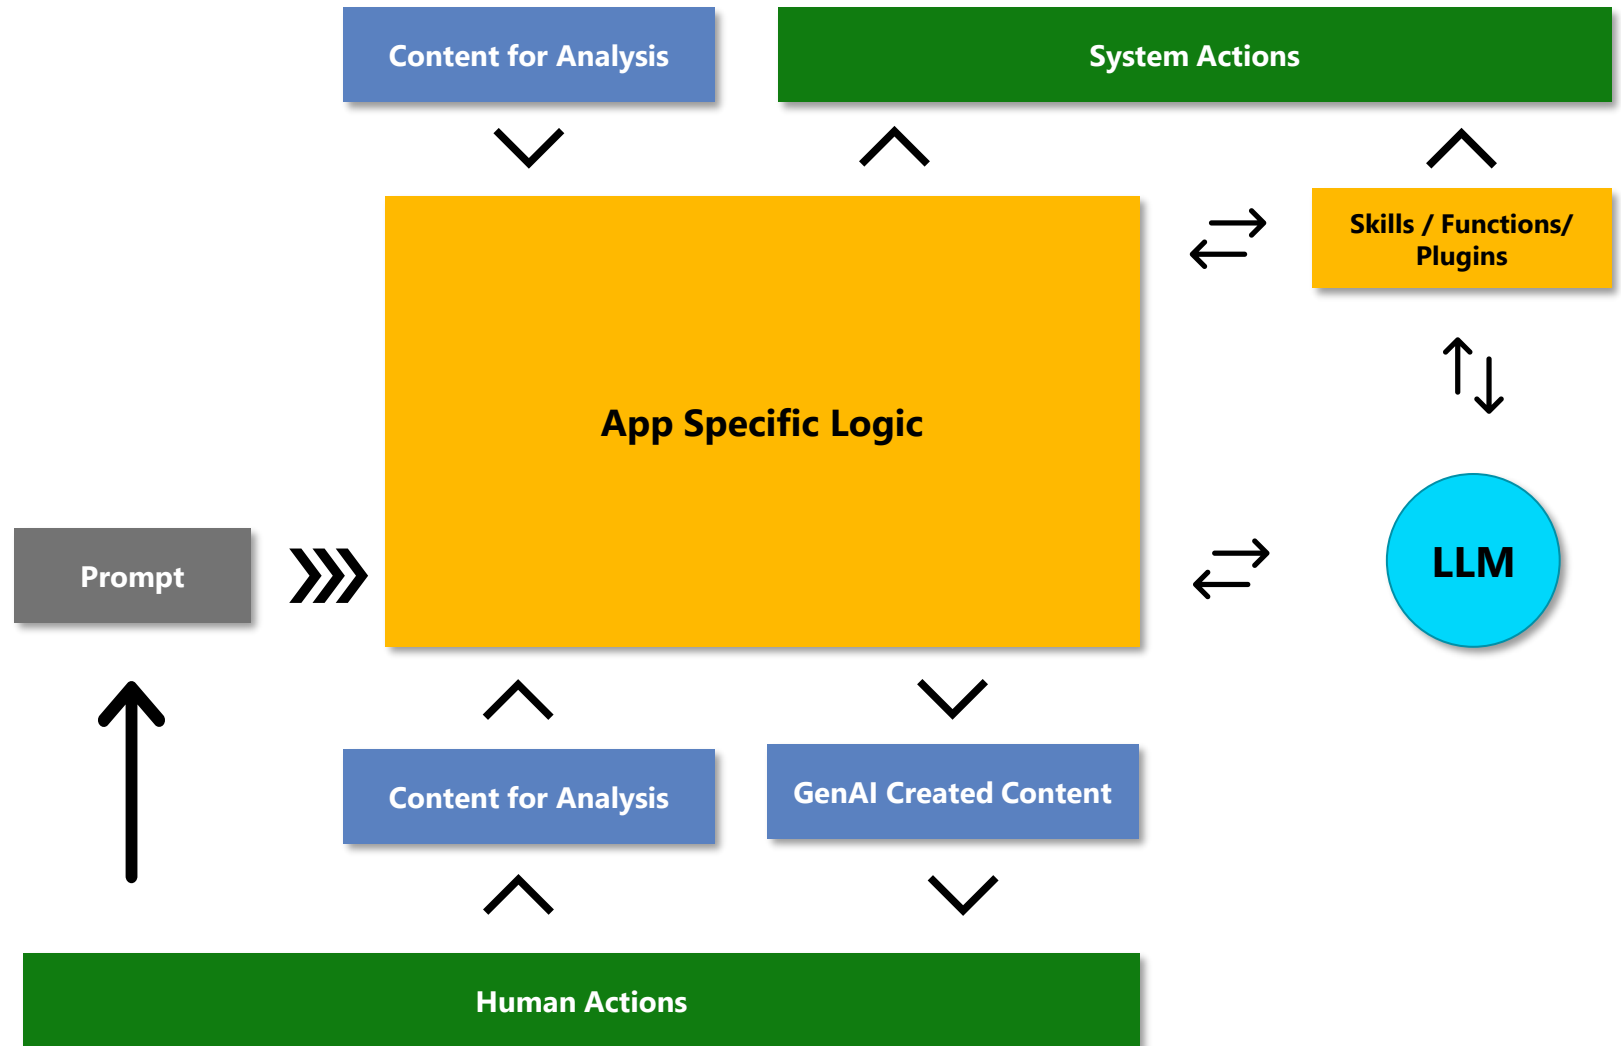 Content for Analysis
System Actions
Skills / Functions/
Plugins
App Specific Logic
Prompt
LLM
Content for Analysis
GenAI Created Content
Human Actions